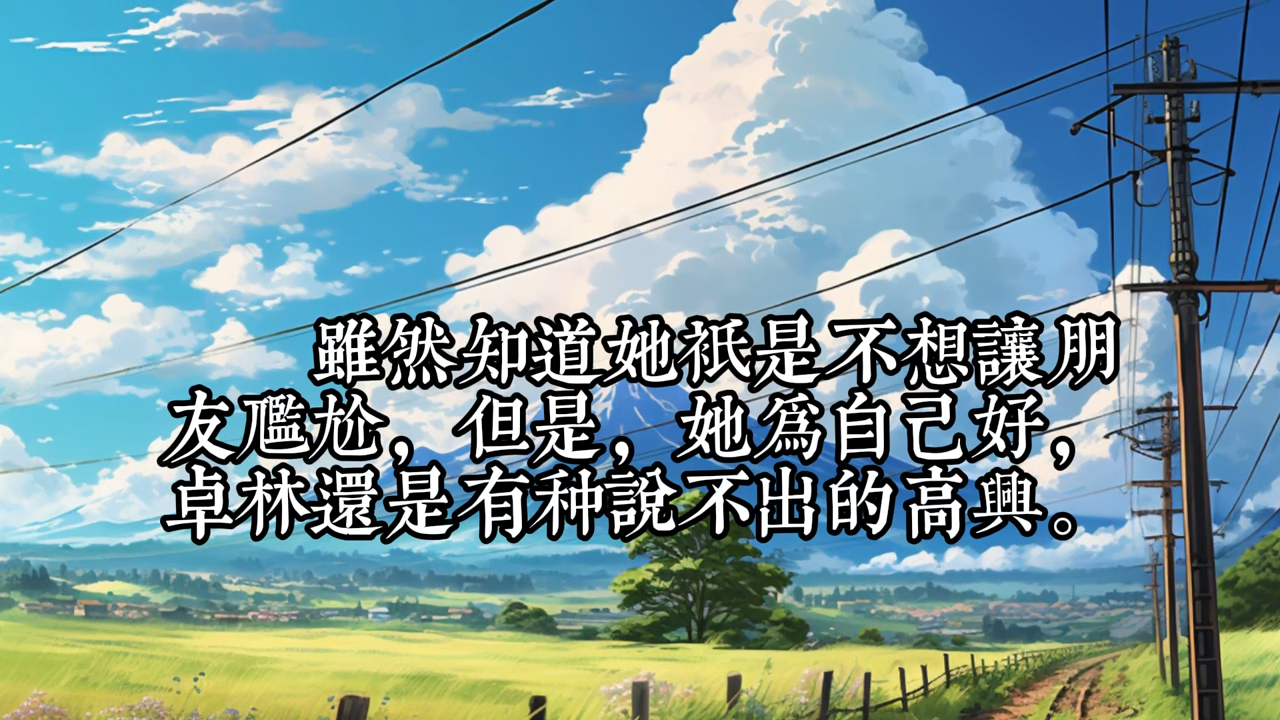 雖然知道她祇是不想讓朋
友尷尬，但是，她爲自己好，
卓林還是有种說不出的高興。